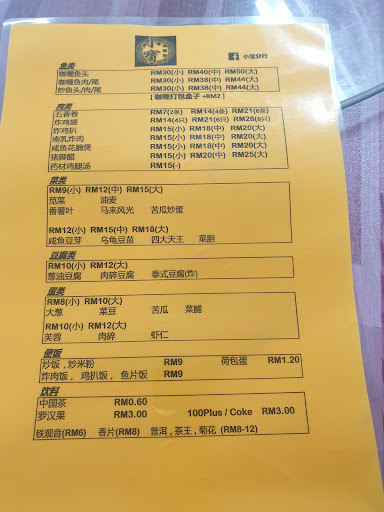 小宝
小宝分行
鱼类
咖喱鱼头 RM30(小) RM40(中) RM50(大)
咖喱鱼肉/尾 RM30(小) RM38(中) RM44(大)
炒鱼头/肉/尾 RM30(小) RM38(中) RM44(大)
[ 咖喱打包盒子 +RM2 ]
肉类
五香卷 RM7(2条) RM14(4条) RM21(6条)
炸鸡翅 RM14(4只) RM21(6只) RM28(8只)
炸鸡扒 RM15(小) RM18(中) RM20(大)
南乳炸肉 RM15(小) RM18(中) RM20(大)
咸鱼花腩煲 RM15(小) RM18(中) RM20(大)
猪脚醋 RM15(小) RM20(中) RM25(大)
药材鸡腿汤 RM15(-)
菜类
RM9(小) RM12(中) RM15(大)
苋菜 油麦
番薯叶 马来风光 苦瓜炒蛋
RM12(小) RM15(中) RM18(大)
咸鱼豆芽 乌龟豆苗 四大天王 菜胆
豆腐类
RM10(小) RM12(大)
葱油豆腐 肉碎豆腐 泰式豆腐(炸)
蛋类
RM8(小) RM10(大)
大葱 菜豆 苦瓜 菜脯
RM10(小) RM12(大)
芙蓉 肉碎 虾仁
便饭
炒饭 , 炒米粉 RM9 荷包蛋 RM1.20
炸肉饭 , 鸡扒饭 , 鱼片饭 RM9
饮料
中国茶 RM0.60
罗汉果 RM3.00 100Plus / Coke RM3.00
铁观音(RM6) 香片(RM8) 普洱 , 茶王 , 菊花 (RM8-12)